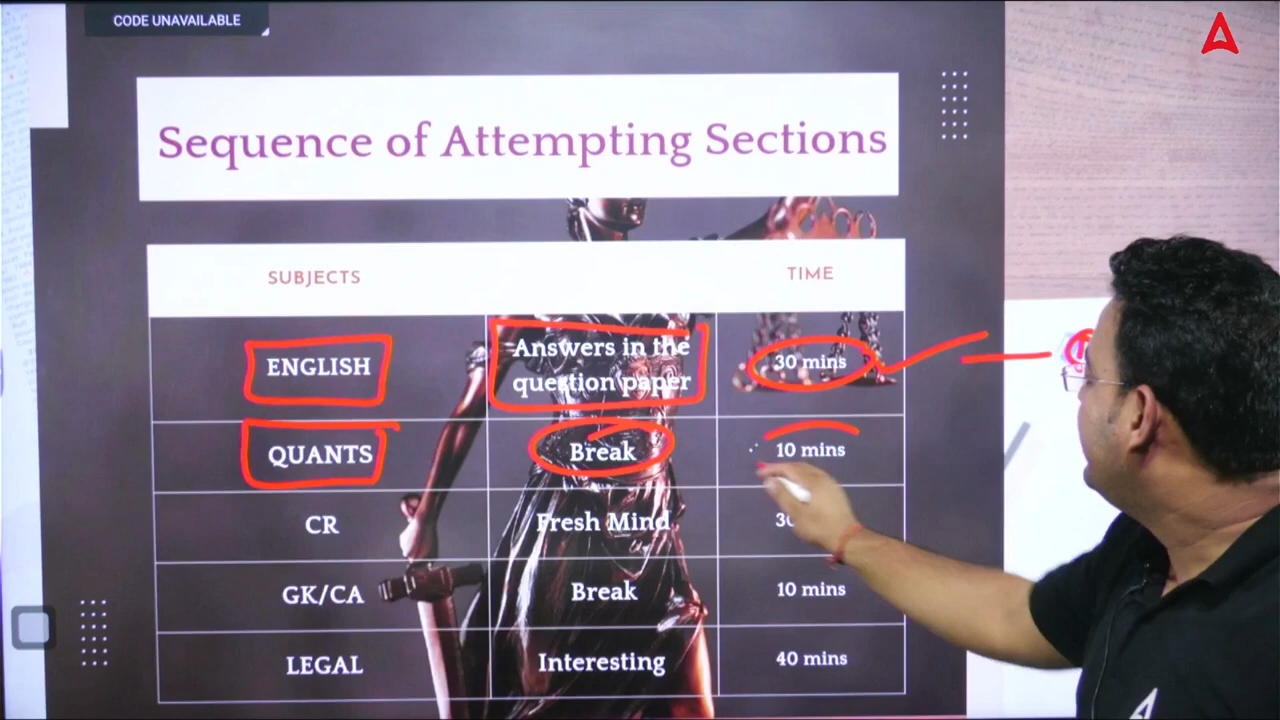 CODE UNAVAILABLE
Sequence of Attempting Sections
SUBJECTS TIME
ENGLISH Answers in the question paper 30 mins
QUANTS Break 10 mins
CR Fresh Mind
GK/CA Break 10 mins
LEGAL Interesting 40 mins